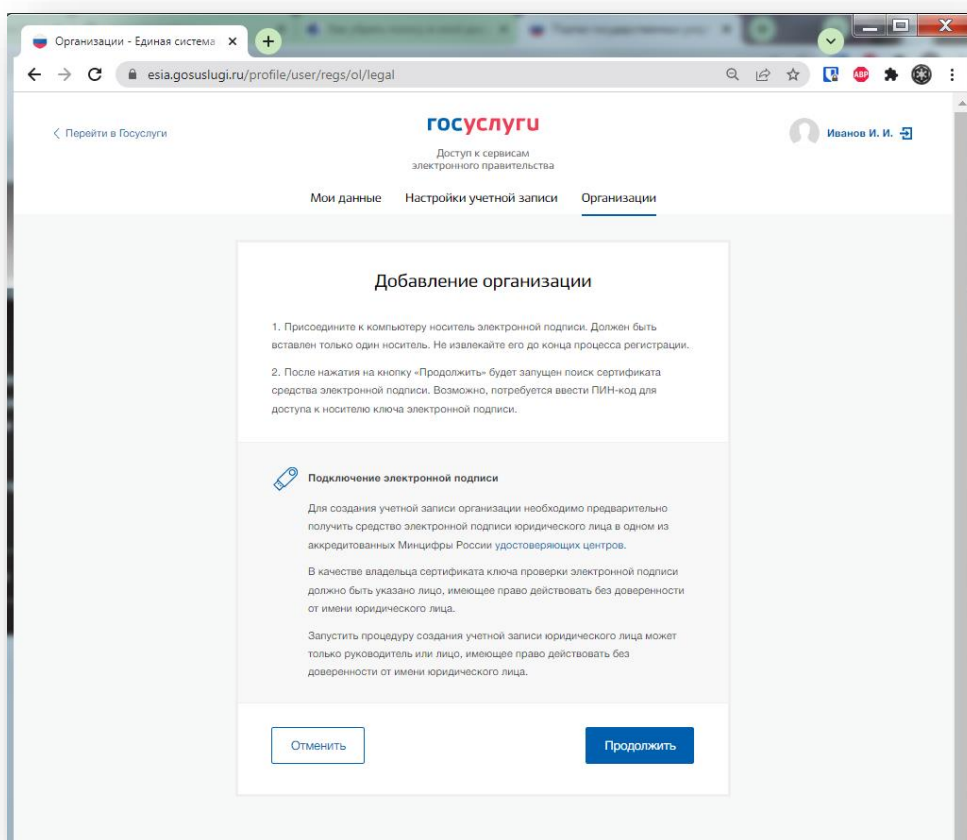 Организации - Единая система
esia.gosuslugi.ru/profile/user/regs/ol/legal
ABP
Перейти в Госуслуги
госуслуги
Доступ к сервисам
электронного правительства
Иванов И. И.
Мои данные Настройки учетной записи Организации
Добавление организации
1. Присоедините к компьютеру носитель электронной подписи. Должен быть
вставлен только один носитель. Не извлекайте его до конца процесса регистрации.
2. После нажатия на кнопку «Продолжить» будет запущен поиск сертификата
средства электронной подписи. Возможно, потребуется ввести ПИН-код для
доступа к носителю ключа электронной подписи.
Подключение электронной подписи
Для создания учетной записи организации необходимо предварительно
получить средство электронной подписи юридического лица в одном из
аккредитованных Минцифры России удостоверяющих центров.
В качестве владельца сертификата ключа проверки электронной подписи
должно быть указано лицо, имеющее право действовать без доверенности
от имени юридического лица.
Запустить процедуру создания учетной записи юридического лица может
только руководитель или лицо, имеющее право действовать без
доверенности от имени юридического лица.
Отменить Продолжить